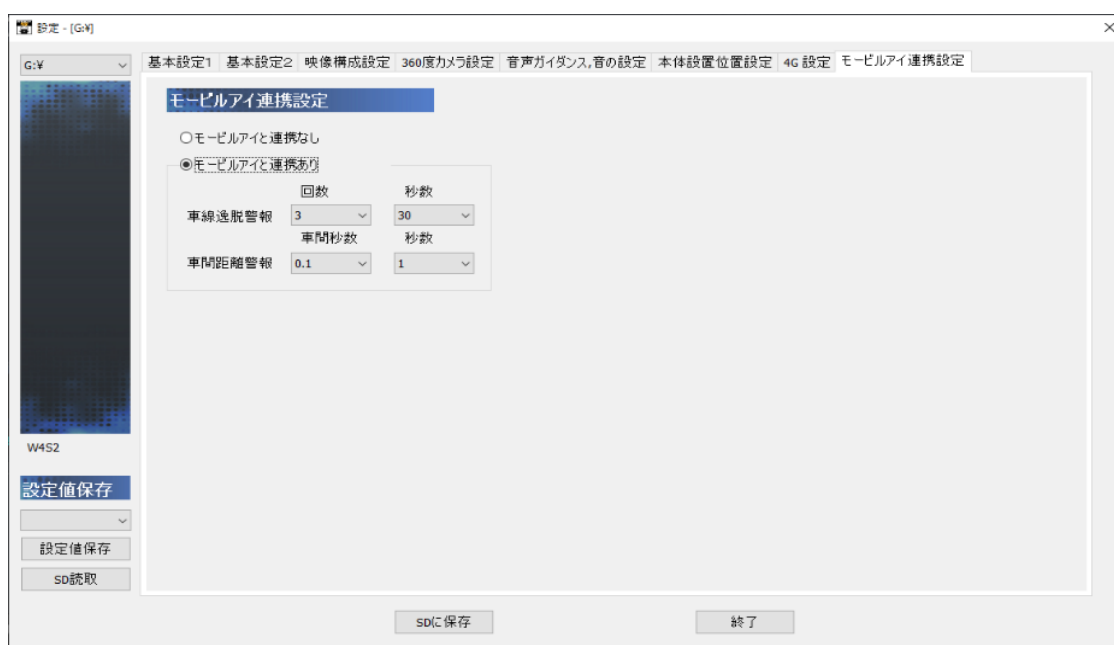 設定 - [G:¥]
G:¥
基本設定1 基本設定2 映像構成設定 360度カメラ設定 音声ガイダンス,音の設定 本体設置位置設定 4G 設定 モービルアイ連携設定
モービルアイ連携設定
モービルアイと連携なし
モービルアイと連携あり
回数 秒数
車線逸脱警報 3 30
車間秒数 秒数
車間距離警報 0.1 1
W4S2
設定値保存
設定値保存
SD読取
SDに保存 終了